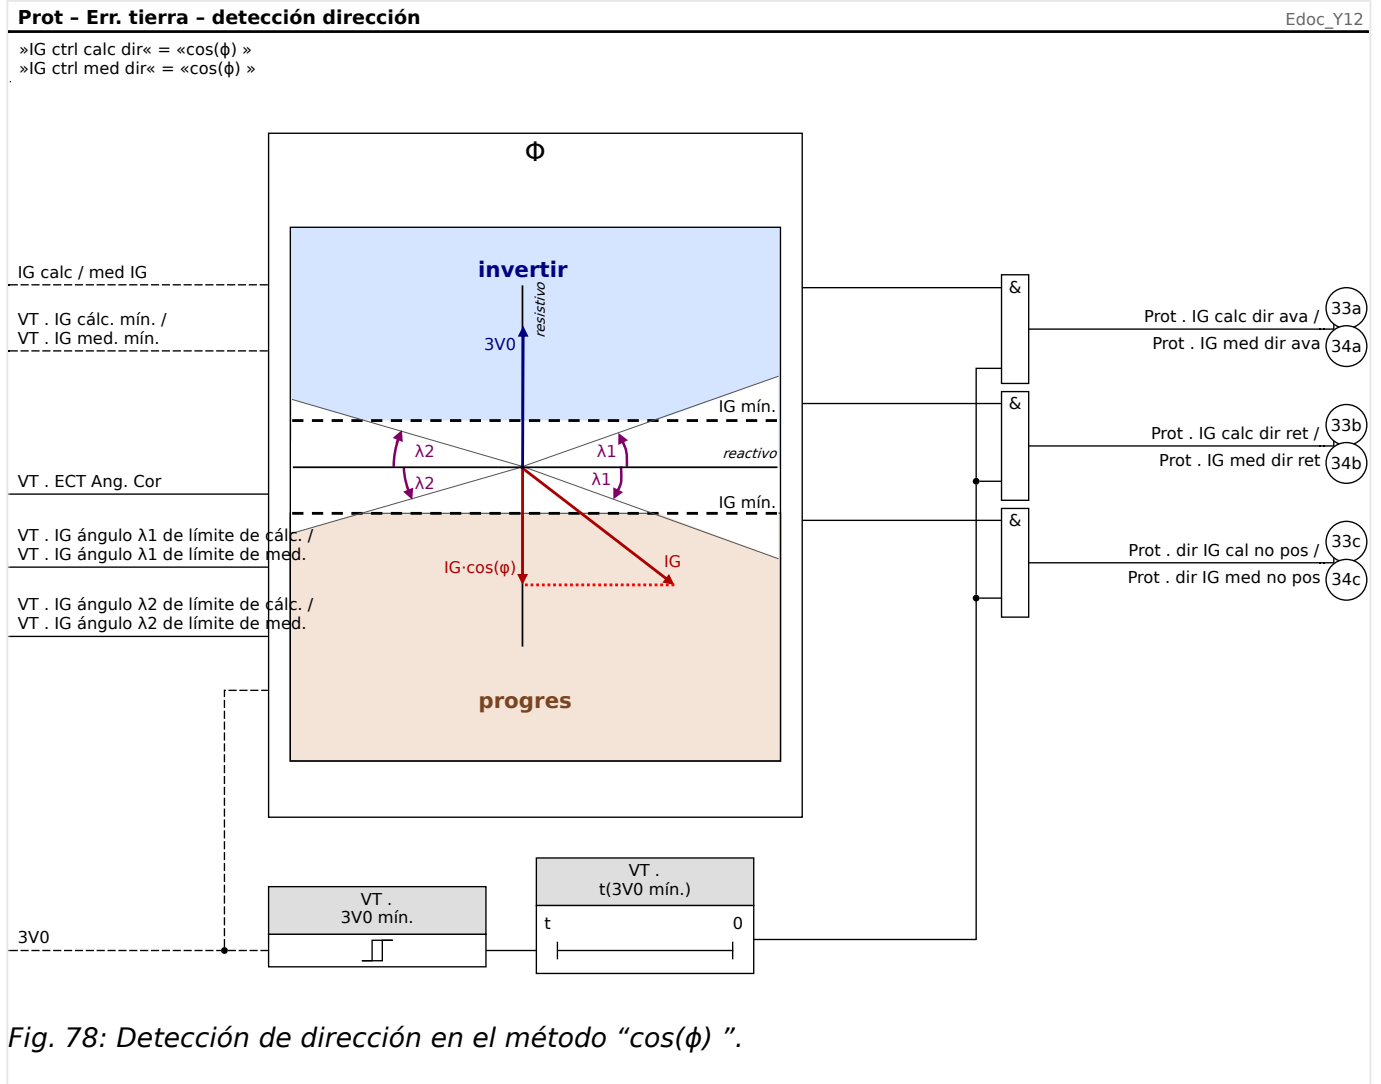 Prot – Err. tierra – detección dirección
Edoc_Y12
»IG ctrl calc dir« = «cos(ϕ) »
»IG ctrl med dir« = «cos(ϕ) »
Φ
IG calc / med IG
VT . IG cálc. mín. /
VT . IG med. mín.
VT . ECT Ang. Cor
VT . IG ángulo λ1 de límite de cálc. /
VT . IG ángulo λ1 de límite de med.
VT . IG ángulo λ2 de límite de cálc. /
VT . IG ángulo λ2 de límite de med.
3V0
invertir
resistivo
3V0
IG mín.
λ2
λ1
reactivo
λ2
λ1
IG mín.
IG·cos(φ)
IG
progres
&
Prot . IG calc dir ava /
33a
Prot . IG med dir ava
34a
&
Prot . IG calc dir ret /
33b
Prot . IG med dir ret
34b
&
Prot . dir IG cal no pos /
33c
Prot . dir IG med no pos
34c
VT .
3V0 mín.
VT .
t(3V0 mín.)
t
0
Fig. 78: Detección de dirección en el método “cos(ϕ) ”.